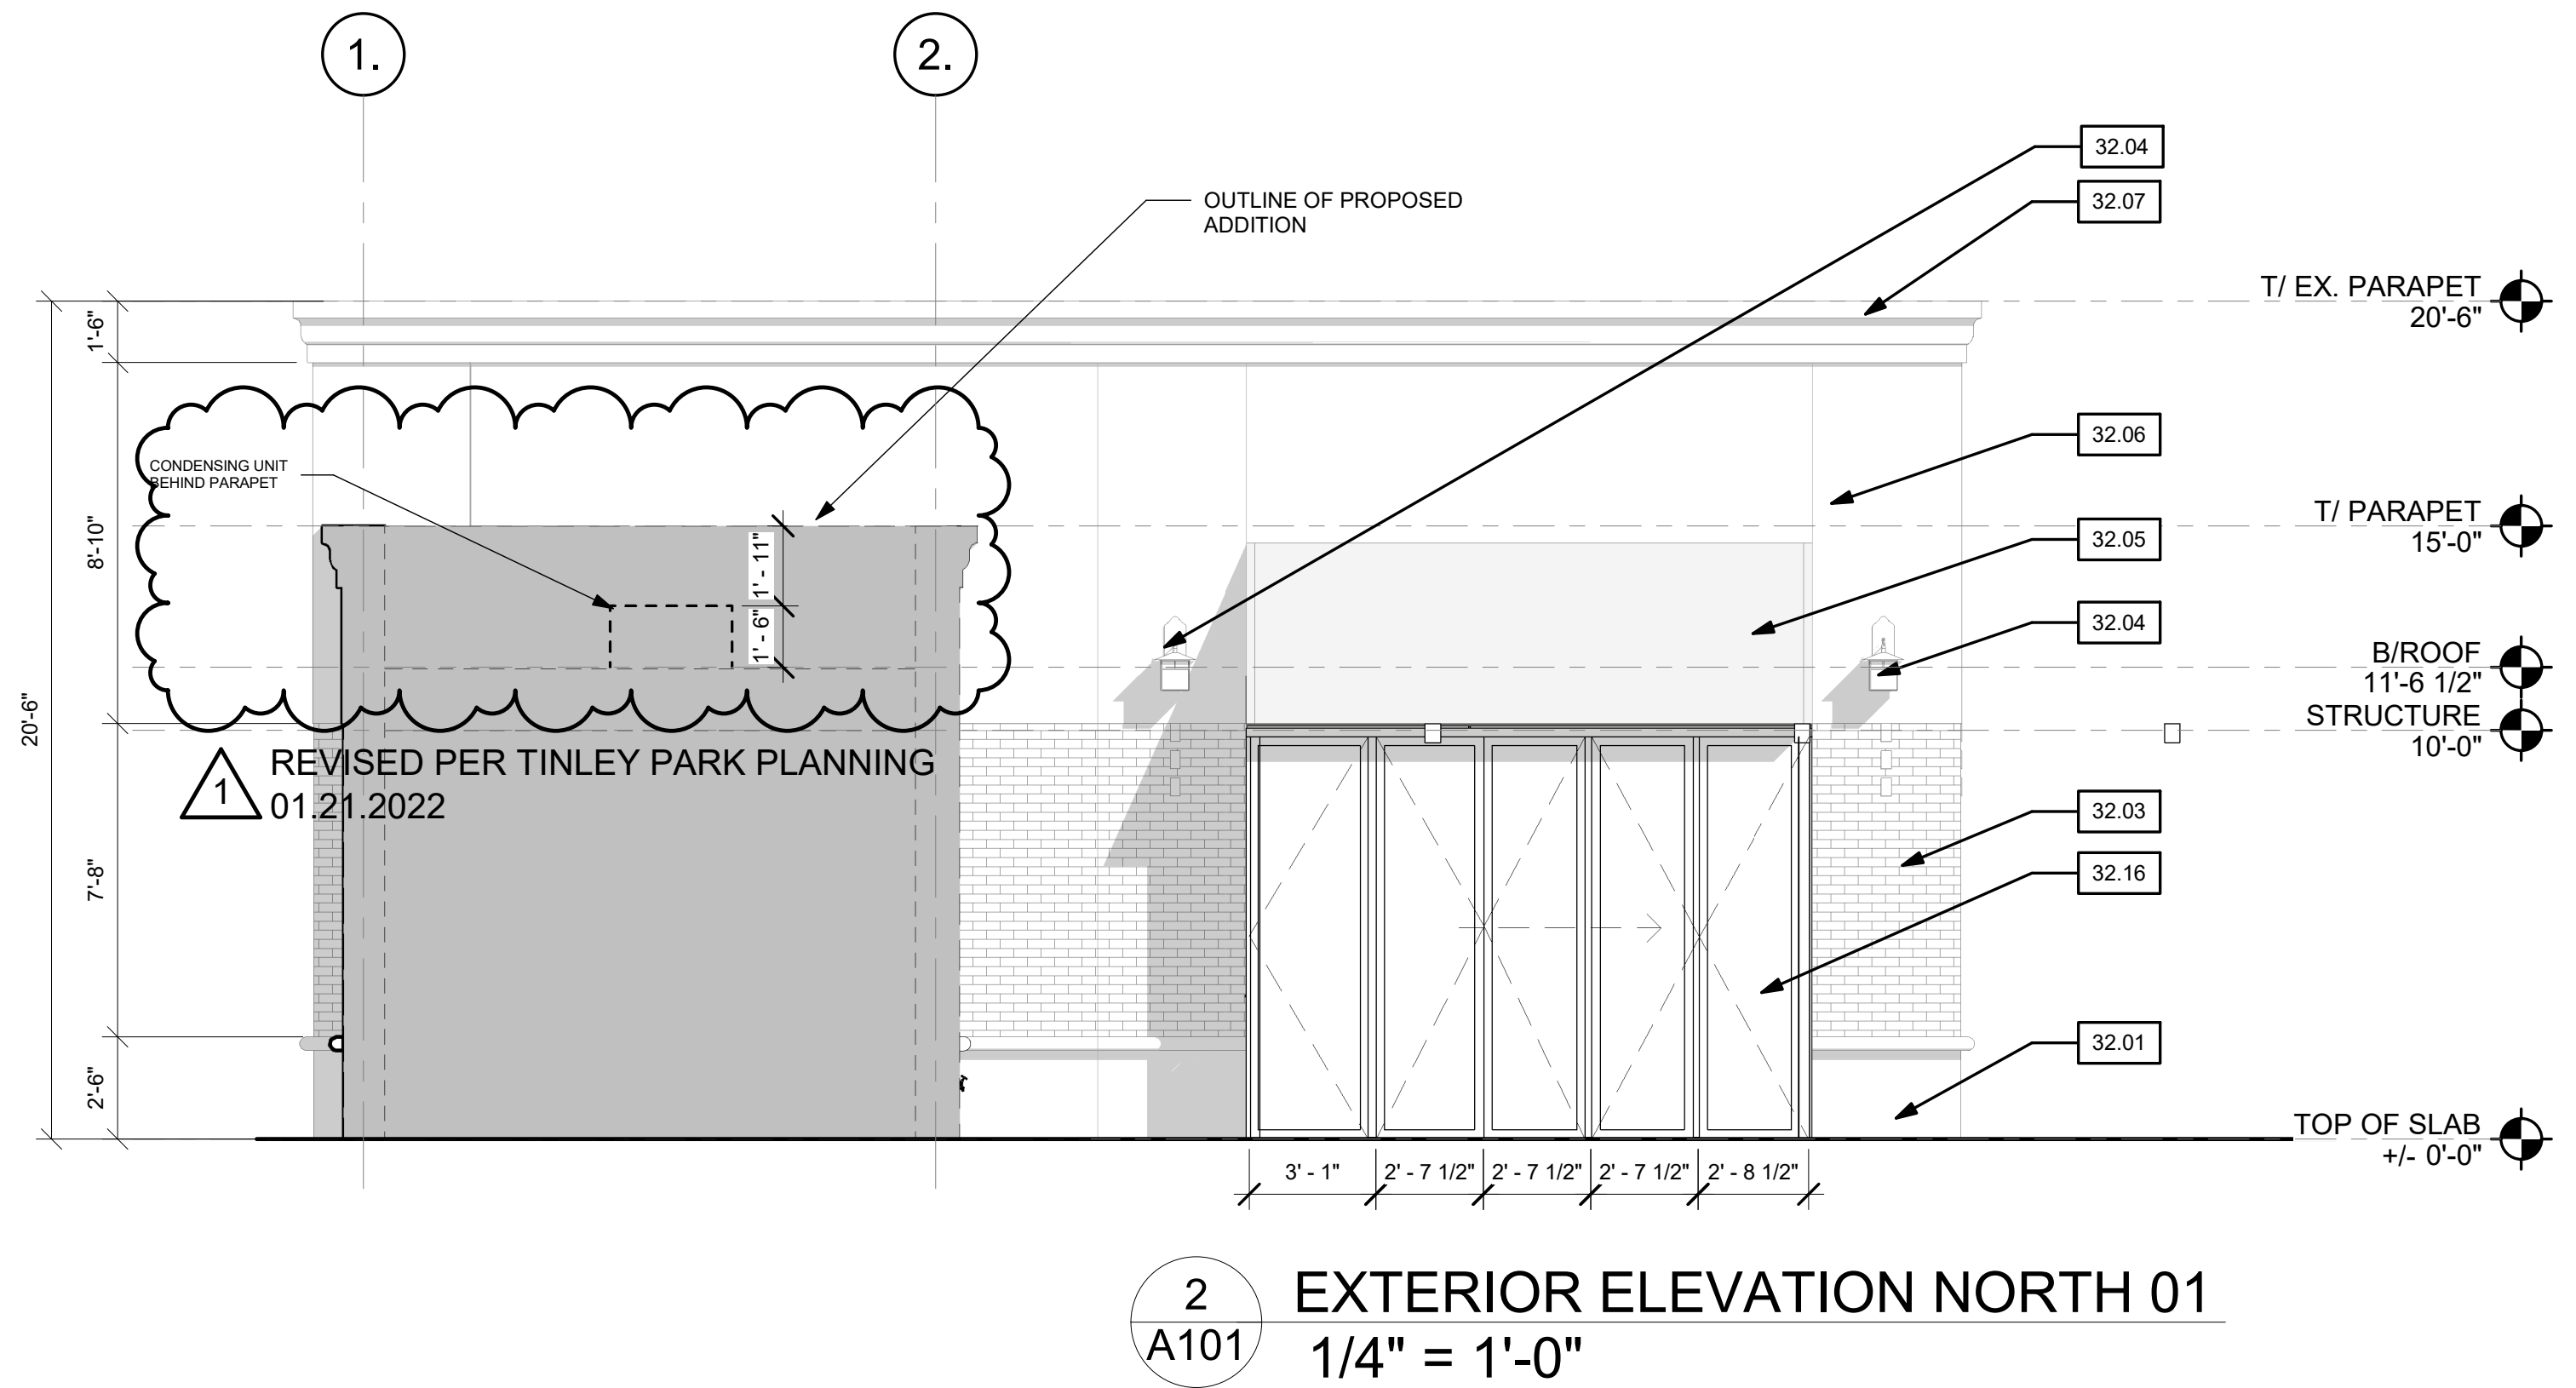 1.
2.
32.04
32.07
OUTLINE OF PROPOSED
ADDITION
T/ EX. PARAPET
20'-6"
1'-6"
32.06
CONDENSING UNIT
BEHIND PARAPET
T/ PARAPET
15'-0"
8'-10"
1' - 11"
32.05
1' - 6"
32.04
B/ROOF
11'-6 1/2"
STRUCTURE
10'-0"
20'-6"
1
REVISED PER TINLEY PARK PLANNING
01.21.2022
32.03
7'-8"
32.16
32.01
2'-6"
TOP OF SLAB
+/- 0'-0"
3' - 1" 2' - 7 1/2" 2' - 7 1/2" 2' - 7 1/2" 2' - 8 1/2"
2
A101
EXTERIOR ELEVATION NORTH 01
1/4" = 1'-0"